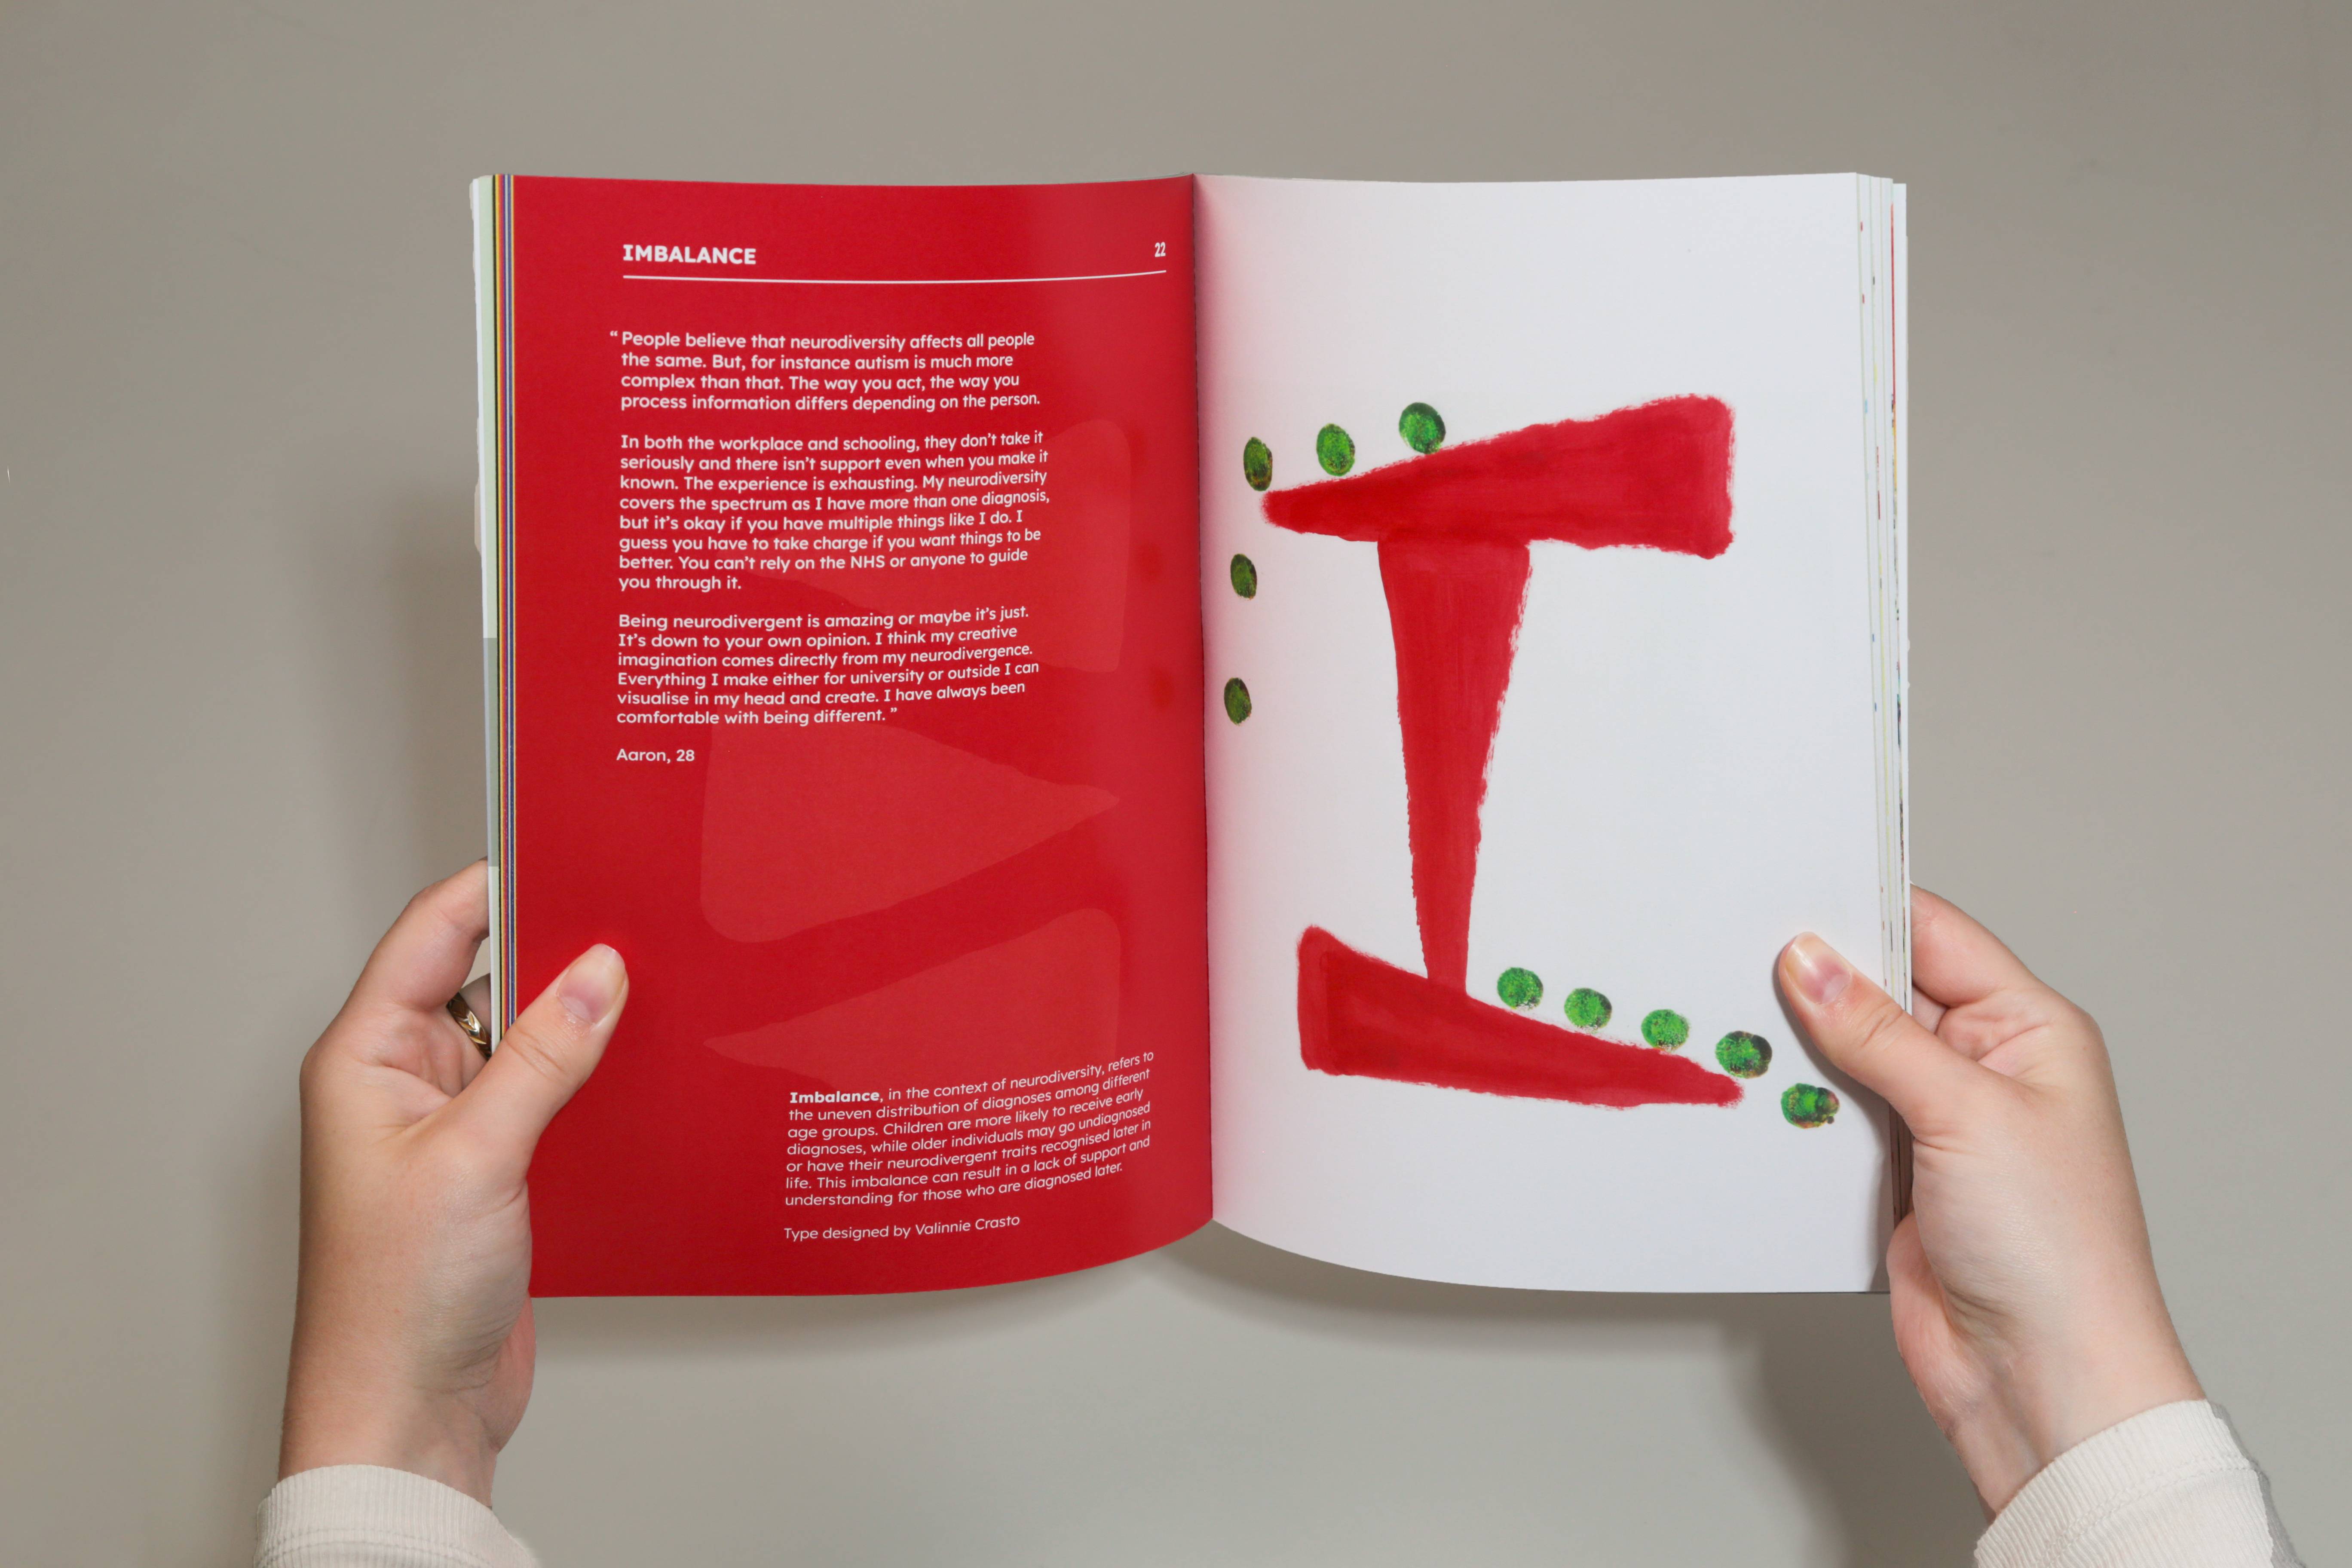 IMBALANCE
22
“ People believe that neurodiversity affects all people
the same. But, for instance autism is much more
complex than that. The way you act, the way you
process information differs depending on the person.
In both the workplace and schooling, they don’t take it
seriously and there isn’t support even when you make it
known. The experience is exhausting. My neurodiversity
covers the spectrum as I have more than one diagnosis,
but it’s okay if you have multiple things like I do. I
guess you have to take charge if you want things to be
better. You can’t rely on the NHS or anyone to guide
you through it.
Being neurodivergent is amazing or maybe it’s just.
It’s down to your own opinion. I think my creative
imagination comes directly from my neurodivergence.
Everything I make either for university or outside I can
visualise in my head and create. I have always been
comfortable with being different. ”
Aaron, 28
Imbalance, in the context of neurodiversity, refers to
the uneven distribution of diagnoses among different
age groups. Children are more likely to receive early
diagnoses, while older individuals may go undiagnosed
or have their neurodivergent traits recognised later in
life. This imbalance can result in a lack of support and
understanding for those who are diagnosed later.
Type designed by Valinnie Crasto
I